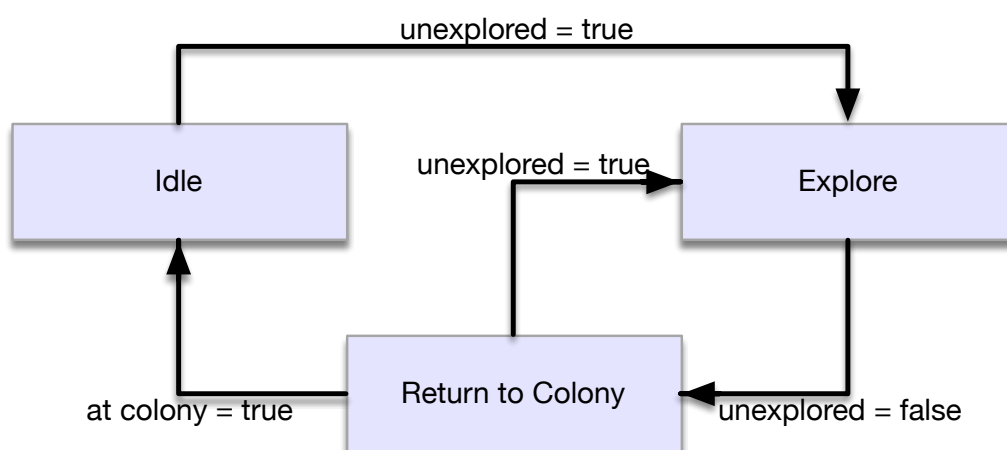 unexplored = true
Idle
unexplored = true
Explore
Return to Colony
at colony = true
unexplored = false